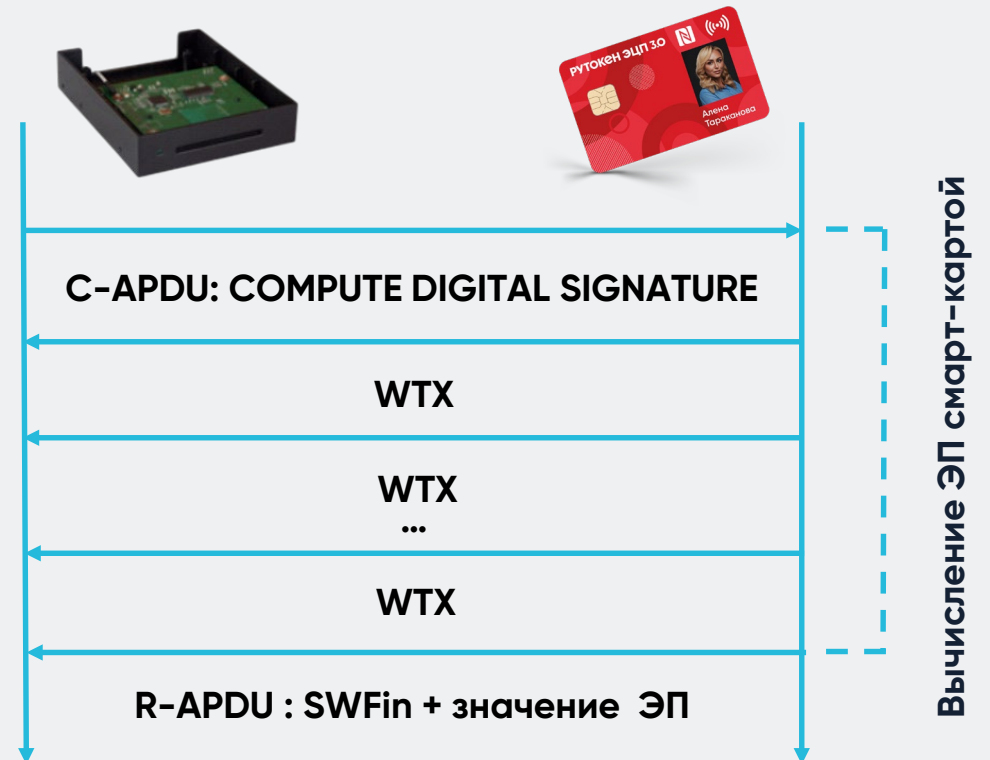 РУТОКЕН ЭЦП 3.0
Алена
Тараканова
C-APDU: COMPUTE DIGITAL SIGNATURE
WTX
WTX
...
WTX
R-APDU : SWFin + значение ЭП
Вычисление ЭП смарт-картой